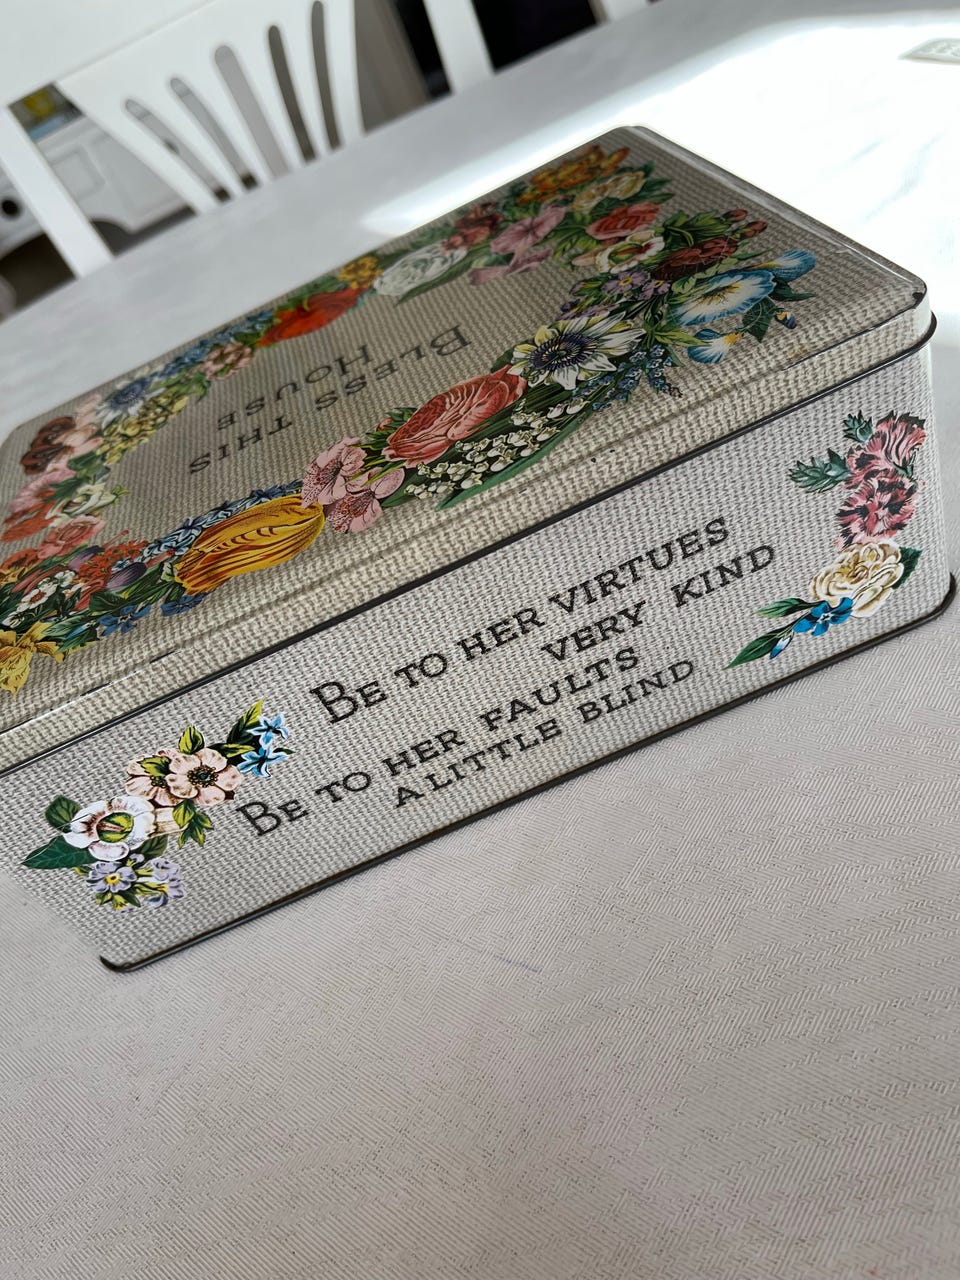 BLESS THIS
HOUSE
BE TO HER VIRTUES
VERY KIND
BE TO HER FAULTS
A LITTLE BLIND